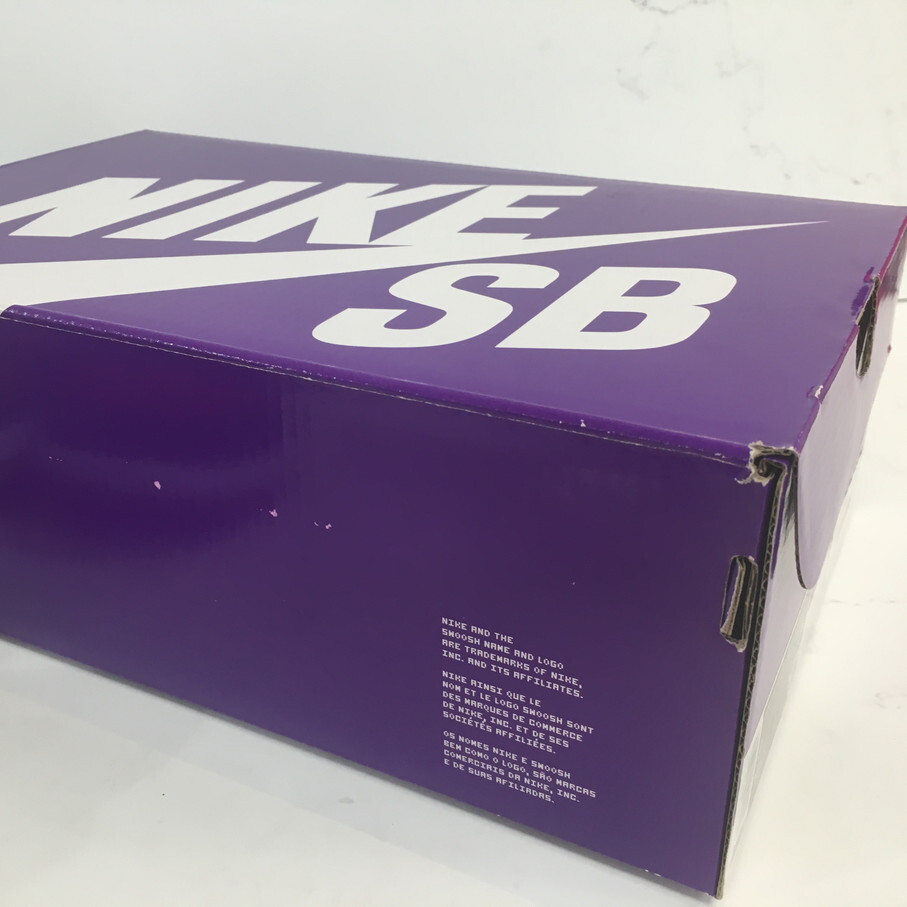 NIKE
SB
NIKE AND THE
SWOOSH NAME AND LOGO
ARE TRADEMARKS OF NIKE,
INC. AND ITS AFFILIATES.
NIKE AINSI QUE LE
NOM ET LE LOGO SWOOSH SONT
DES MARQUES DE COMMERCE
DE NIKE, INC. ET DE SES
SOCIÉTÉS AFFILIÉES.
OS NOMES NIKE E SWOOSH
BEM COMO O LOGO, SÃO MARCAS
COMERCIAIS DA NIKE, INC.
E DE SUAS AFILIADAS.